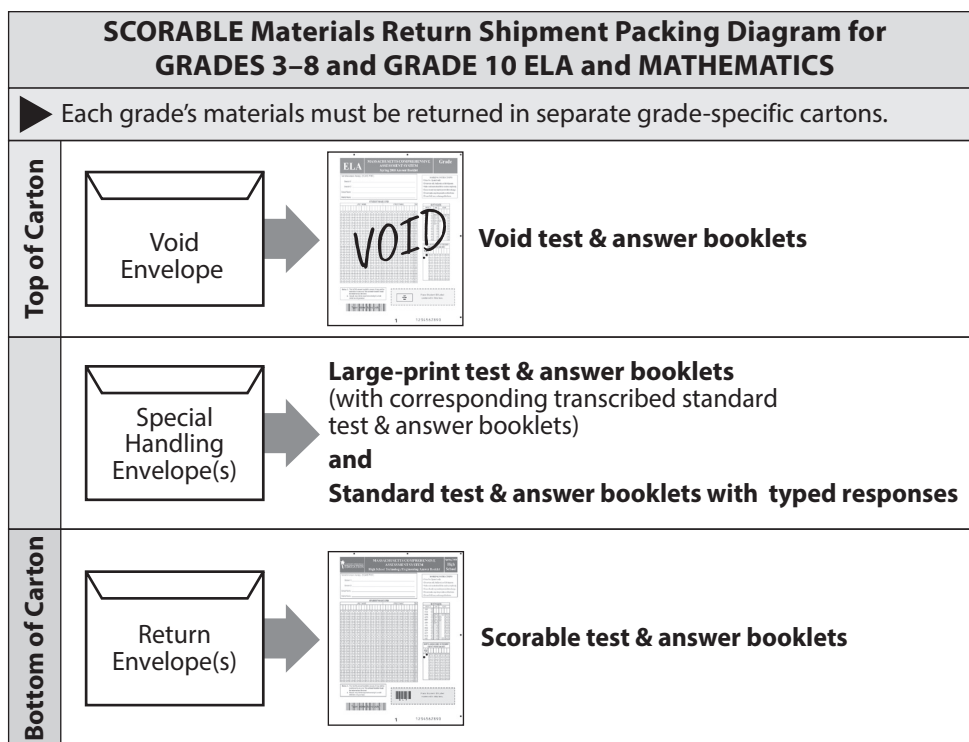 SCORABLE Materials Return Shipment Packing Diagram for
GRADES 3–8 and GRADE 10 ELA and MATHEMATICS
Each grade's materials must be returned in separate grade-specific cartons.
Top of Carton
Void
Envelope
ELA
Grade
VOID
1
Void test & answer booklets
Special
Handling
Envelope(s)
Large-print test & answer booklets
(with corresponding transcribed standard
test & answer booklets)
and
Standard test & answer booklets with typed responses
Bottom of Carton
Return
Envelope(s)
1
Scorable test & answer booklets